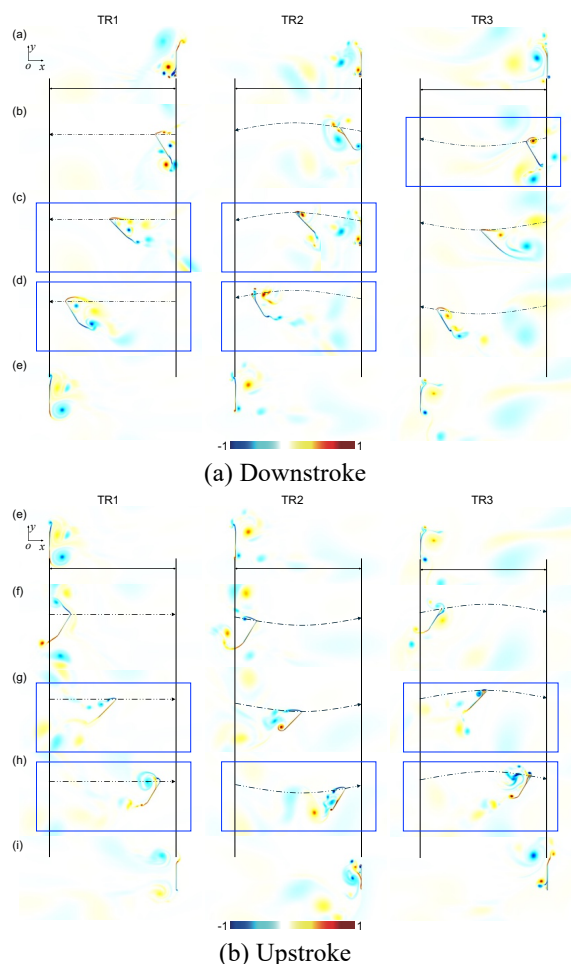 TR1 TR2 TR3
(a)
y
o x
(b)
(c)
(d)
(e)
-1 1
(a) Downstroke
TR1 TR2 TR3
(e)
y
o x
(f)
(g)
(h)
(i)
-1 1
(b) Upstroke